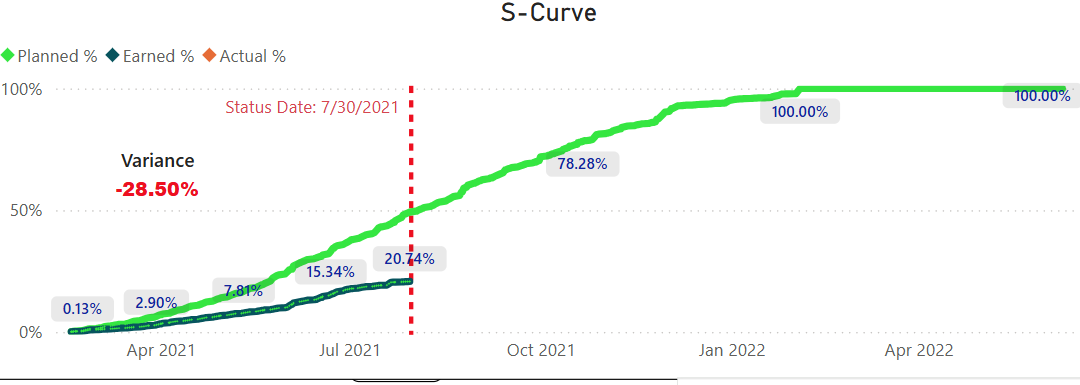 S-Curve
Planned % Earned % Actual %
100%
Status Date: 7/30/2021
100.00%
100.00%
Variance
-28.50%
78.28%
50%
20.74%
15.34%
7.81%
2.90%
0.13%
0%
Apr 2021 Jul 2021 Oct 2021 Jan 2022 Apr 2022